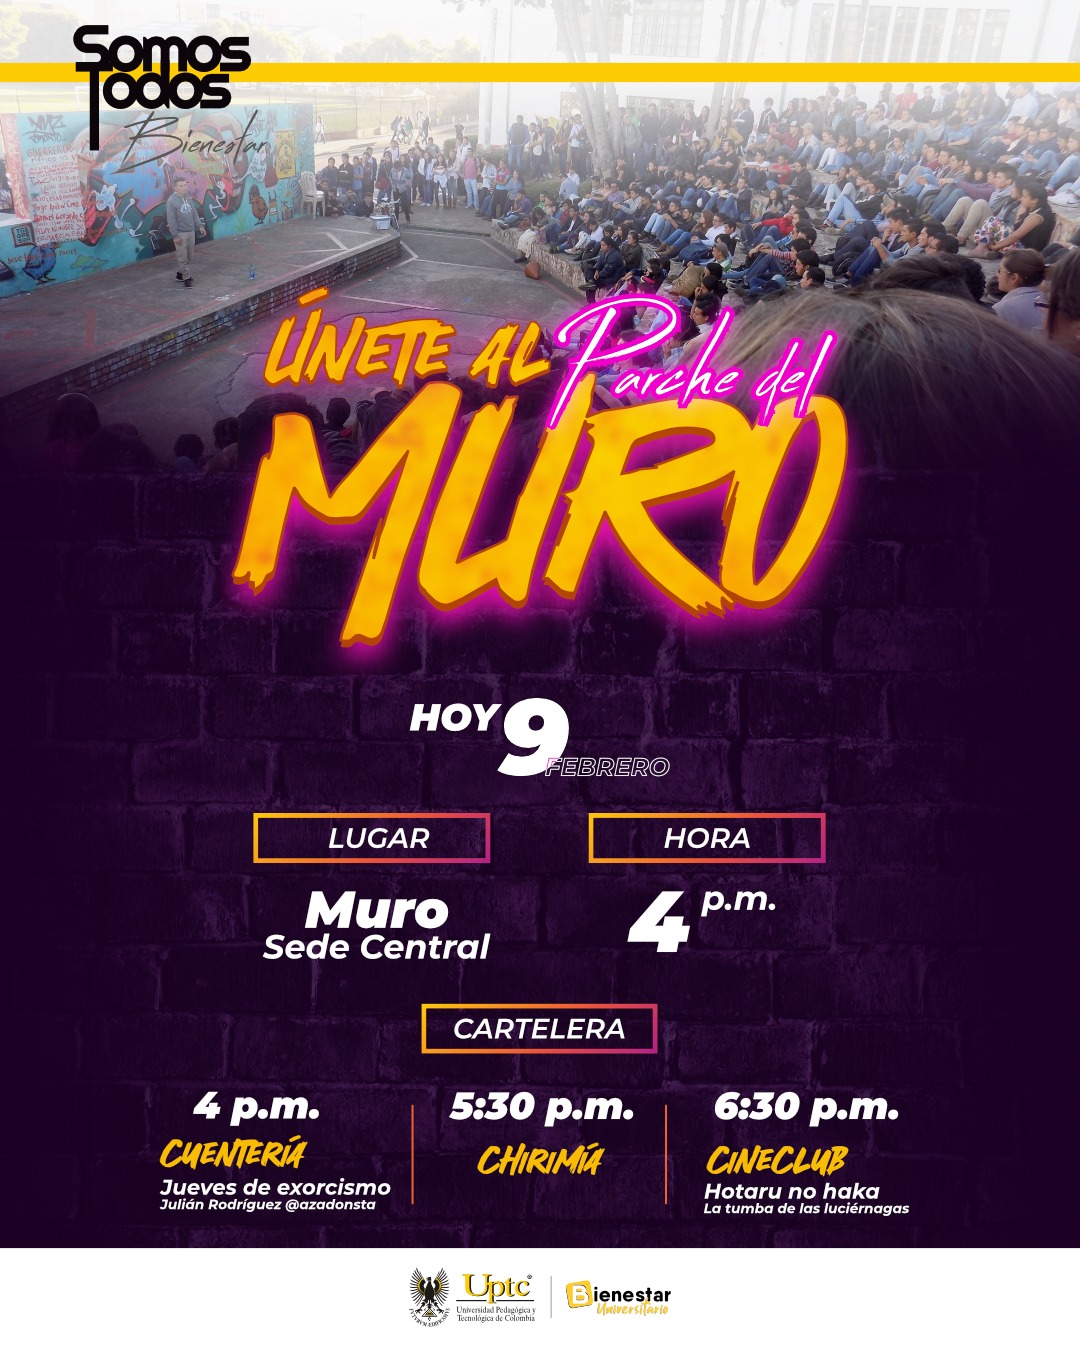 Somos
Todos
Bienestar
ÚNETE AL Parche del
MURO
HOY 9
FEBRERO
LUGAR
HORA
Muro
Sede Central
4 p.m.
CARTELERA
4 p.m.
CUENTERÍA
Jueves de exorcismo
Julián Rodríguez @azadonsta
5:30 p.m.
CHIRIMÍA
6:30 p.m.
CINECLUB
Hotaru no haka
La tumba de las luciérnagas
Uptc
Universidad Pedagógica y
Tecnológica de Colombia
Bienestar
Universitario